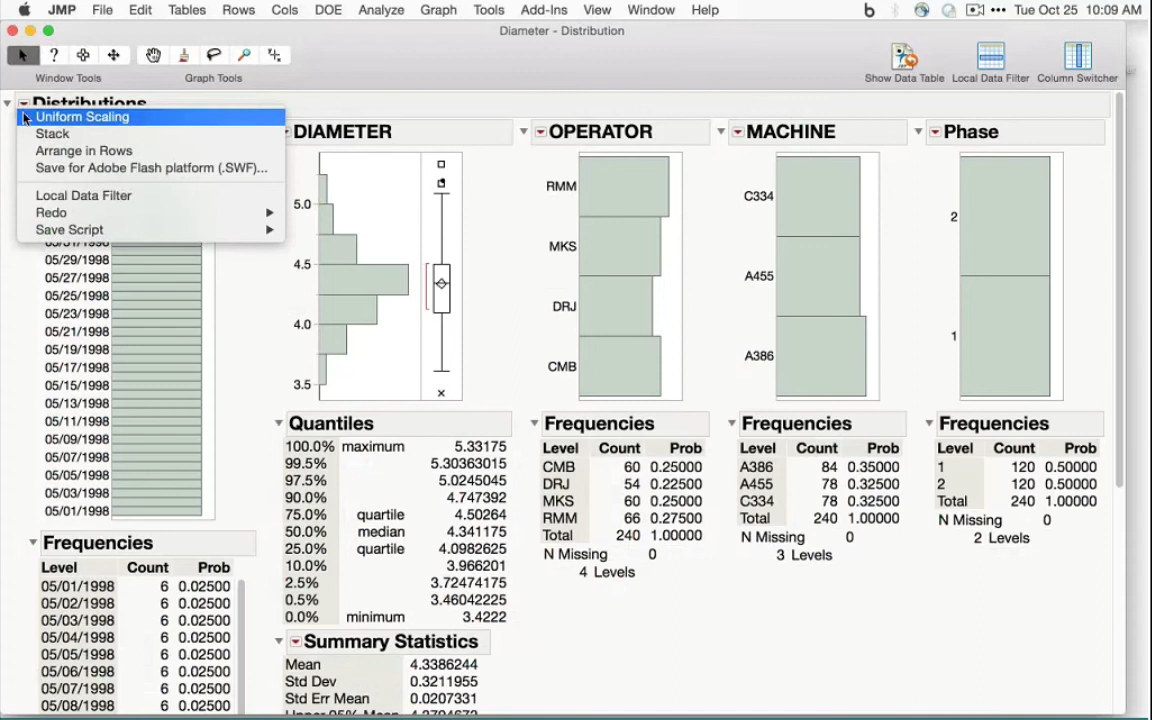 JMP File Edit Tables Rows Cols DOE Analyze Graph Tools Add-Ins View Window Help Tue Oct 25 10:09 AM
Diameter - Distribution
Window Tools Graph Tools Show Data Table Local Data Filter Column Switcher
Distributions
Uniform Scaling
Stack
Arrange in Rows
Save for Adobe Flash platform (.SWF)...
Local Data Filter
Redo
Save Script
05/31/1998
05/29/1998
05/27/1998
05/25/1998
05/23/1998
05/21/1998
05/19/1998
05/17/1998
05/15/1998
05/13/1998
05/11/1998
05/09/1998
05/07/1998
05/05/1998
05/03/1998
05/01/1998
Frequencies
Level Count Prob
05/01/1998 6 0.02500
05/02/1998 6 0.02500
05/03/1998 6 0.02500
05/04/1998 6 0.02500
05/05/1998 6 0.02500
05/06/1998 6 0.02500
05/07/1998 6 0.02500
05/08/1998 6 0.02500
DIAMETER
5.0
4.5
4.0
3.5
Quantiles
100.0% maximum 5.33175
99.5% 5.30363015
97.5% 5.0245045
90.0% 4.747392
75.0% quartile 4.50264
50.0% median 4.341175
25.0% quartile 4.0982625
10.0% 3.966201
2.5% 3.72474175
0.5% 3.46042225
0.0% minimum 3.4222
Summary Statistics
Mean 4.3386244
Std Dev 0.3211955
Std Err Mean 0.0207331
OPERATOR
RMM
MKS
DRJ
CMB
Frequencies
Level Count Prob
CMB 60 0.25000
DRJ 54 0.22500
MKS 60 0.25000
RMM 66 0.27500
Total 240 1.00000
N Missing 0
4 Levels
MACHINE
C334
A455
A386
Frequencies
Level Count Prob
A386 84 0.35000
A455 78 0.32500
C334 78 0.32500
Total 240 1.00000
N Missing 0
3 Levels
Phase
2
1
Frequencies
Level Count Prob
1 120 0.50000
2 120 0.50000
Total 240 1.00000
N Missing 0
2 Levels